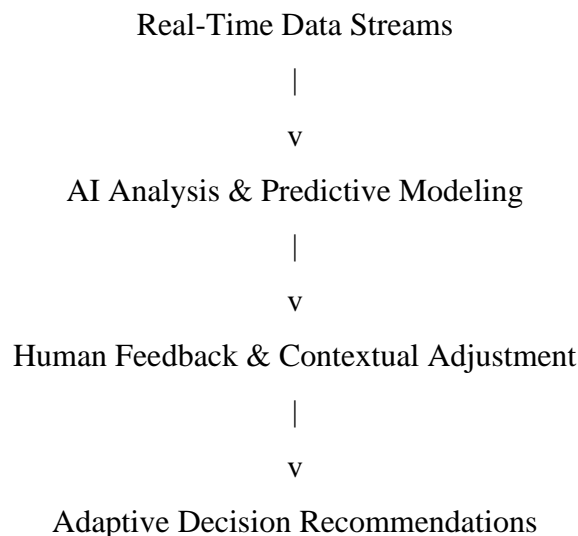 Real-Time Data Streams
|
v
AI Analysis & Predictive Modeling
|
v
Human Feedback & Contextual Adjustment
|
v
Adaptive Decision Recommendations